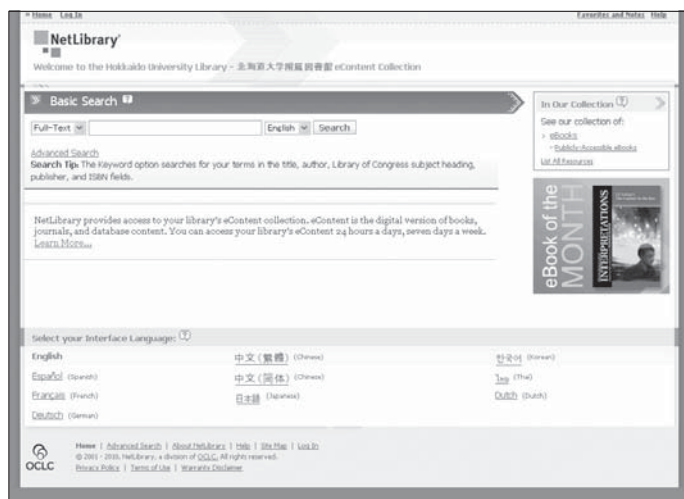 » Home Log In Favorites and Notes Help
NetLibrary®
Welcome to the Hokkaido University Library - 北海道大学附属図書館 eContent Collection
Basic Search
Full-Text English Search
Advanced Search
Search Tip: The Keyword option searches for your terms in the title, author, Library of Congress subject heading,
publisher, and ISBN fields.
NetLibrary provides access to your library's eContent collection. eContent is the digital version of books,
journals, and database content. You can access your library's eContent 24 hours a days, seven days a week.
Learn More...
In Our Collection
See our collection of:
› eBooks
- Publicly-Accessible eBooks
List All Resources
eBook of the
MONTH
INTERPRETATIONS
Select your Interface Language:
English 中文(繁體) (Chinese) 한국어 (Korean)
Español (Spanish) 中文(简体) (Chinese) ไทย (Thai)
Français (French) 日本語 (Japanese) Dutch (Dutch)
Deutsch (German)
OCLC
Home | Advanced Search | About NetLibrary | Help | Site Map | Log In
© 2001 - 2010, NetLibrary, a division of OCLC. All rights reserved.
Privacy Policy | Terms of Use | Warranty Disclaimer